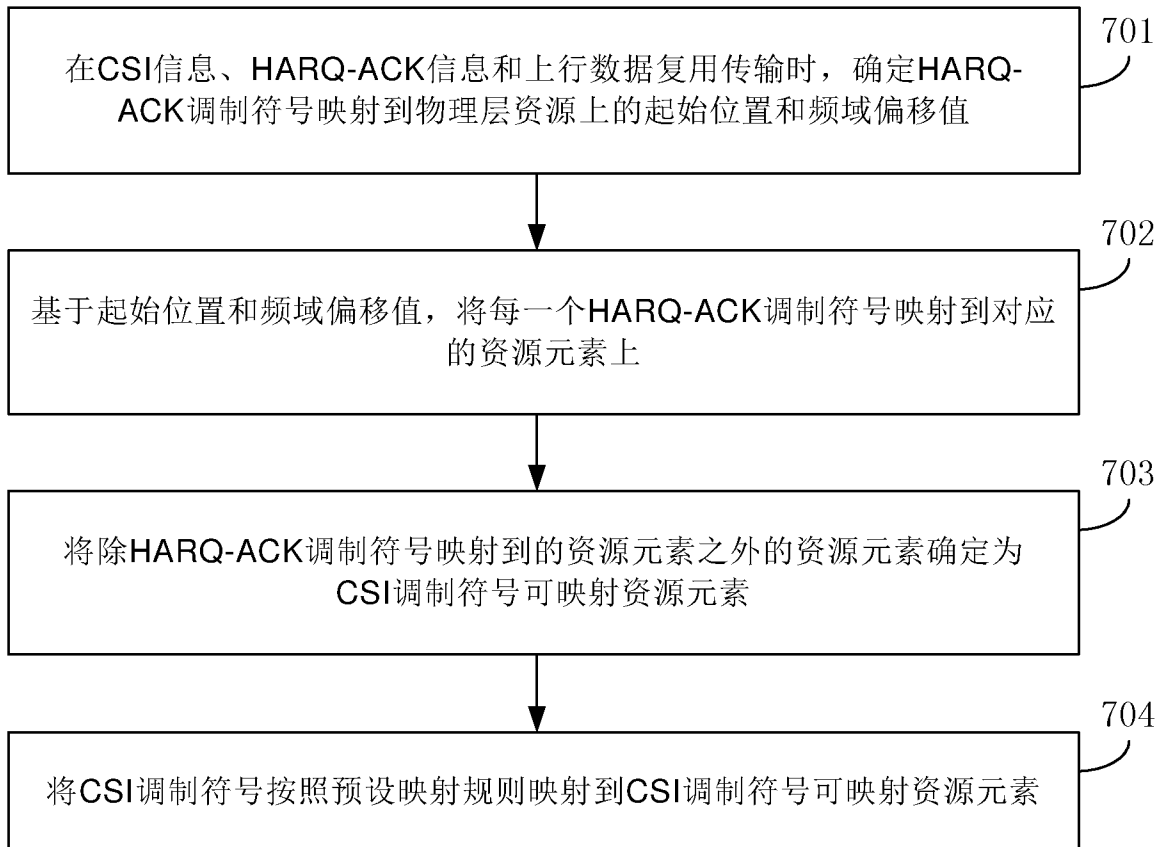 701
在CSI信息、HARQ-ACK信息和上行数据复用传输时，确定HARQ-
ACK调制符号映射到物理层资源上的起始位置和频域偏移值
702
基于起始位置和频域偏移值，将每一个HARQ-ACK调制符号映射到对应
的资源元素上
703
将除HARQ-ACK调制符号映射到的资源元素之外的资源元素确定为
CSI调制符号可映射资源元素
704
将CSI调制符号按照预设映射规则映射到CSI调制符号可映射资源元素